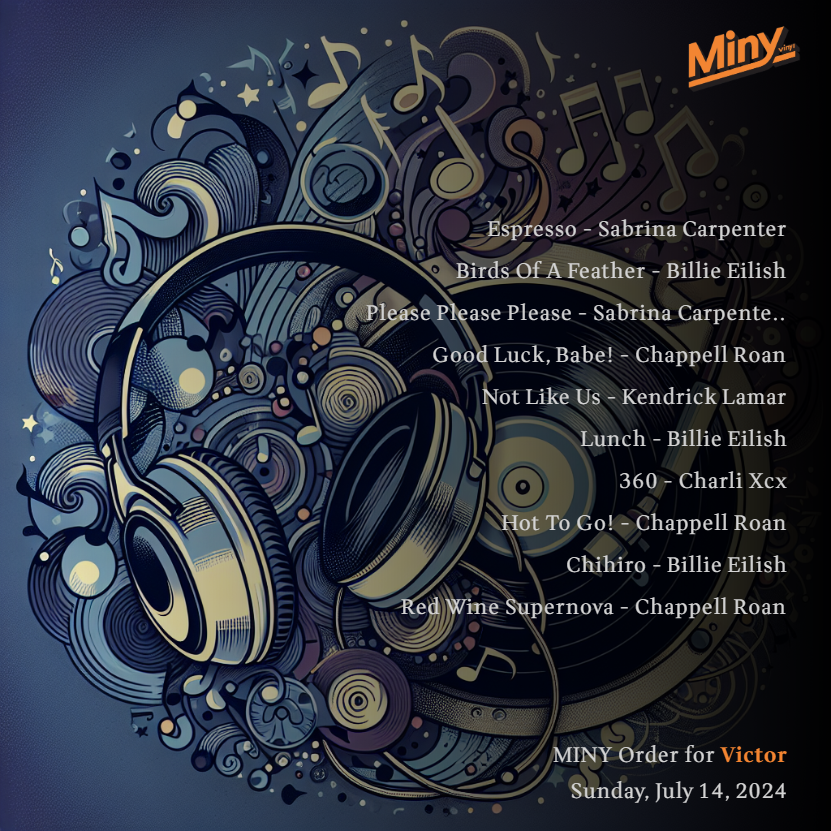 Miny
vinyl
Espresso - Sabrina Carpenter
Birds Of A Feather - Billie Eilish
Please Please Please - Sabrina Carpente..
Good Luck, Babe! - Chappell Roan
Not Like Us - Kendrick Lamar
Lunch - Billie Eilish
360 - Charli Xcx
Hot To Go! - Chappell Roan
Chihiro - Billie Eilish
Red Wine Supernova - Chappell Roan
MINY Order for Victor
Sunday, July 14, 2024